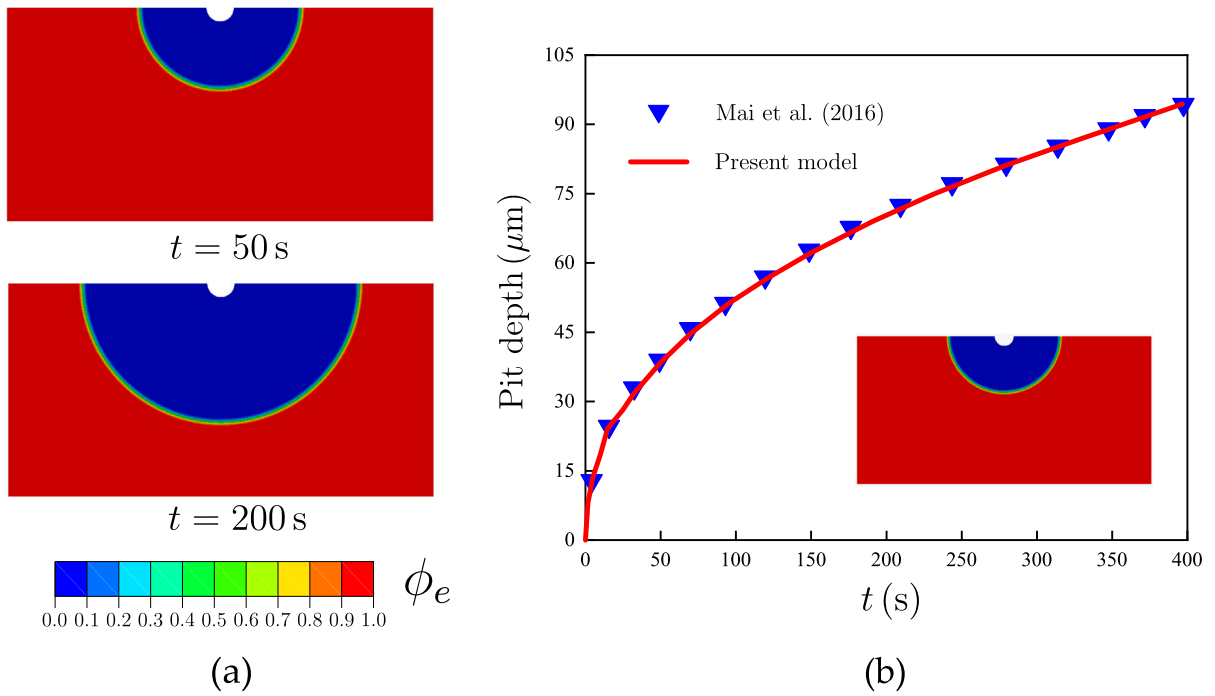 t = 50 s
t = 200 s
ϕₑ
0.0 0.1 0.2 0.3 0.4 0.5 0.6 0.7 0.8 0.9 1.0
(a)
105
90
75
60
45
30
15
0
Pit depth (μm)
Mai et al. (2016)
Present model
0 50 100 150 200 250 300 350 400
t (s)
(b)